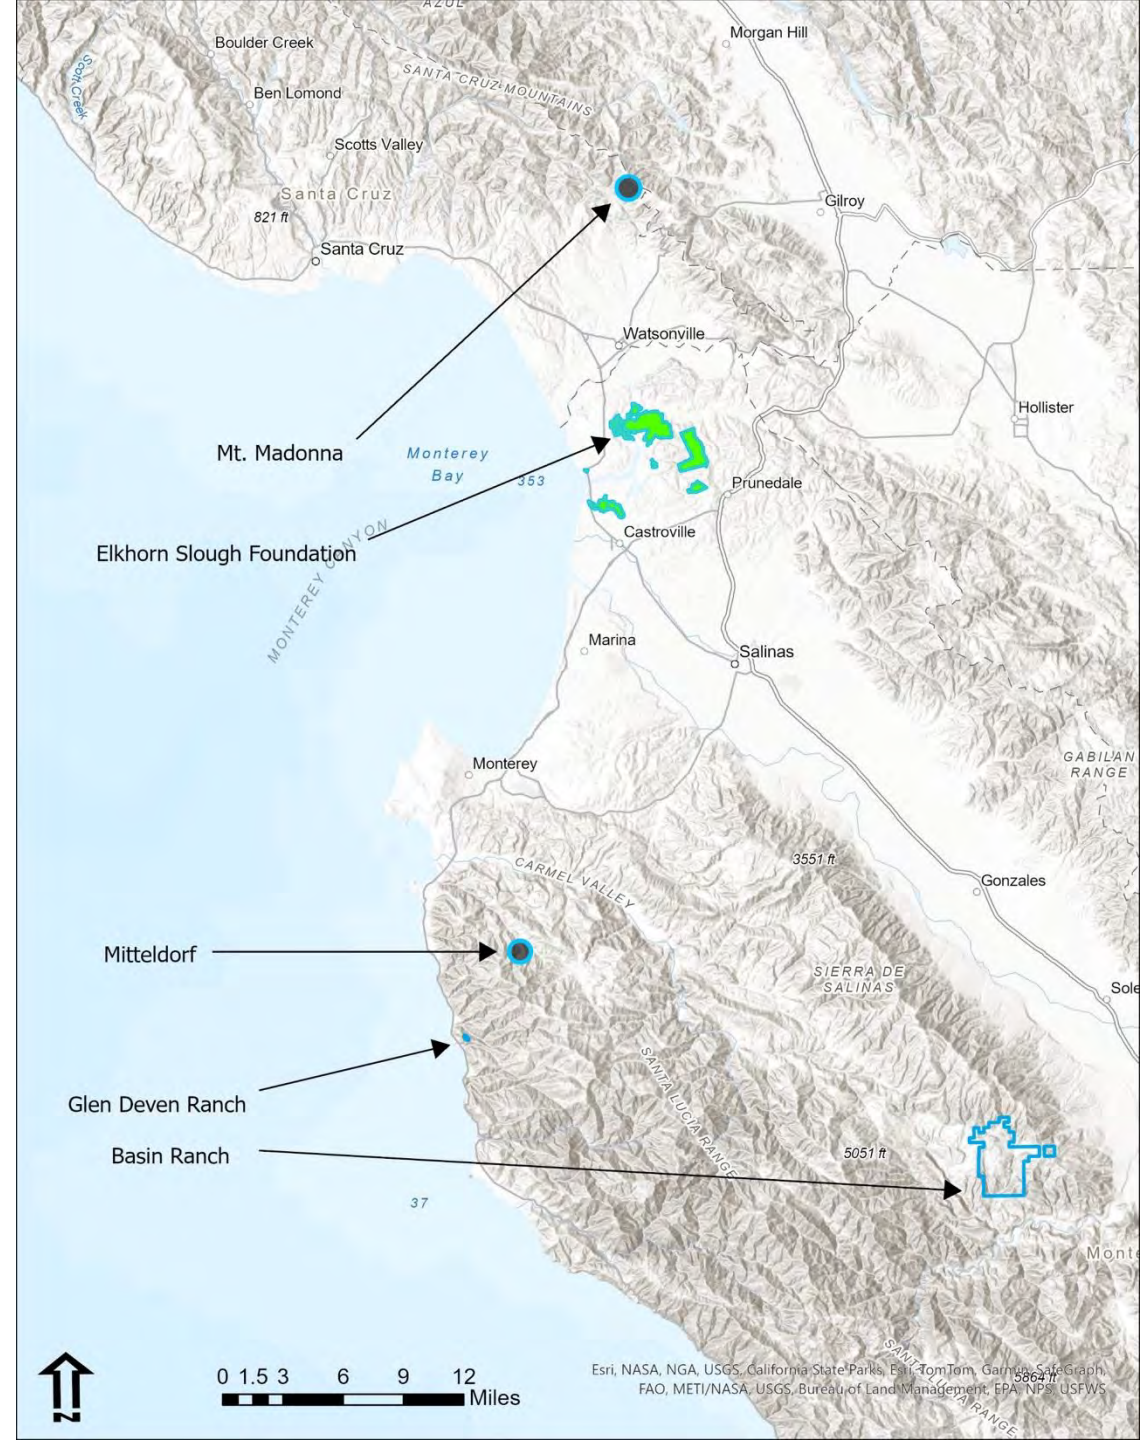 AZUL
Morgan Hill
Boulder Creek
Scott Creek
SANTA CRUZ MOUNTAINS
Ben Lomond
Scotts Valley
Santa Cruz
Gilroy
821 ft
Santa Cruz
Watsonville
Hollister
Mt. Madonna
Monterey
Bay
353
Prunedale
Castroville
Elkhorn Slough Foundation
MONTEREY CANYON
Marina
Salinas
GABILAN
RANGE
Monterey
3551 ft
CARMEL VALLEY
Gonzales
Mitteldorf
SIERRA DE
SALINAS
Sole
SANTA LUCIA RANGE
Glen Deven Ranch
Basin Ranch
5051 ft
37
Monte
SANTA LUCIA RANGE
5864 ft
N
0 1.5 3 6 9 12
Miles
Esri, NASA, NGA, USGS, California State Parks, Esri, TomTom, Garmin, SafeGraph,
FAO, METI/NASA, USGS, Bureau of Land Management, EPA, NPS, USFWS